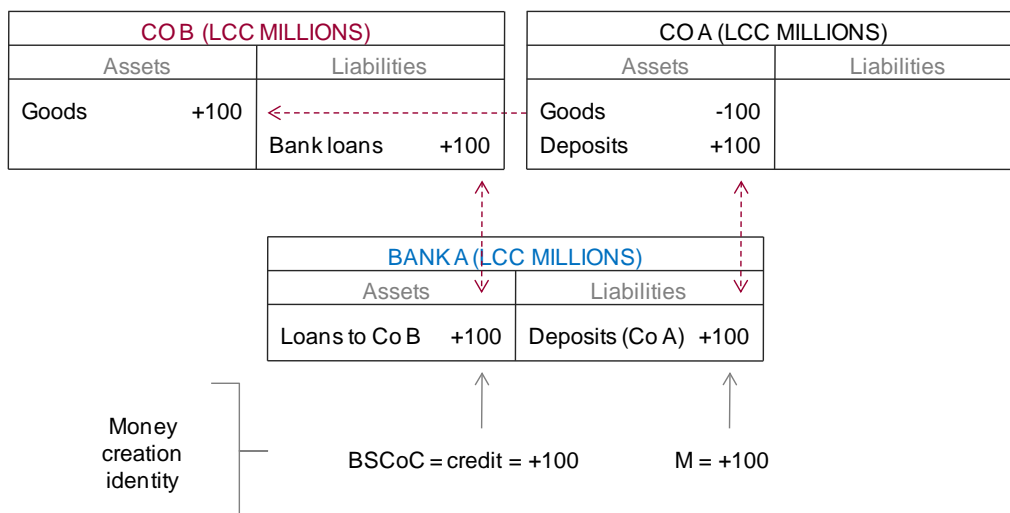 CO B (LCC MILLIONS)
Assets Liabilities
Goods +100
Bank loans +100
CO A (LCC MILLIONS)
Assets Liabilities
Goods -100
Deposits +100
BANK A (LCC MILLIONS)
Assets Liabilities
Loans to Co B +100 Deposits (Co A) +100
Money
creation
identity
BSCoC = credit = +100 M = +100